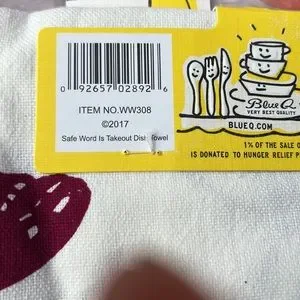 0 92657 02892 6
ITEM NO.WW308
©2017
Safe Word Is Takeout Dish Towel
Blue Q
VERY BEST QUALITY
BLUEQ.COM
1% OF THE SALE O
IS DONATED TO HUNGER RELIEF P